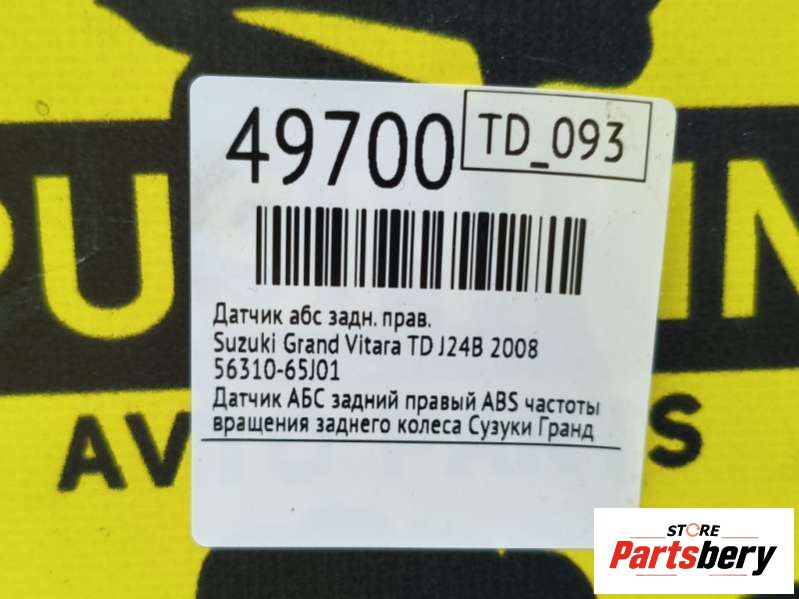 49700
TD_093
Датчик абс задн. прав.
Suzuki Grand Vitara TD J24B 2008
56310-65J01
Датчик АБС задний правый ABS частоты
вращения заднего колеса Сузуки Гранд
STORE
Partsbery